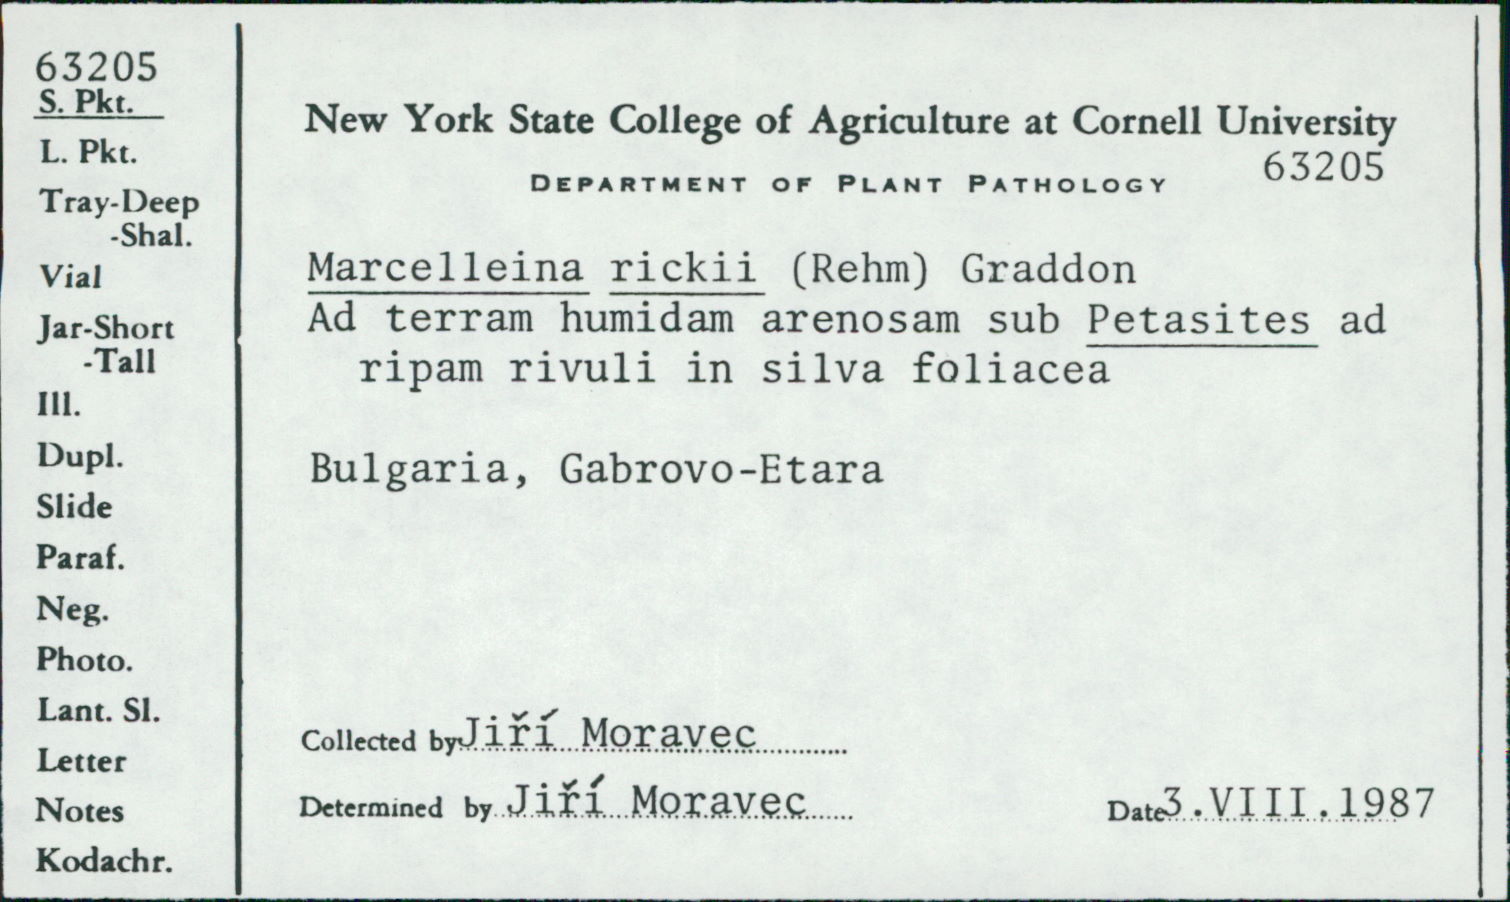 63205
S. Pkt.
L. Pkt.
Tray-Deep
-Shal.
Vial
Jar-Short
-Tall
Ill.
Dupl.
Slide
Paraf.
Neg.
Photo.
Lant. Sl.
Letter
Notes
Kodachr.
New York State College of Agriculture at Cornell University
DEPARTMENT OF PLANT PATHOLOGY 63205
Marcelleina rickii (Rehm) Graddon
Ad terram humidam arenosam sub Petasites ad
ripam rivuli in silva foliacea
Bulgaria, Gabrovo-Etara
Collected by Jiří Moravec
Determined by Jiří Moravec Date 3.VIII.1987